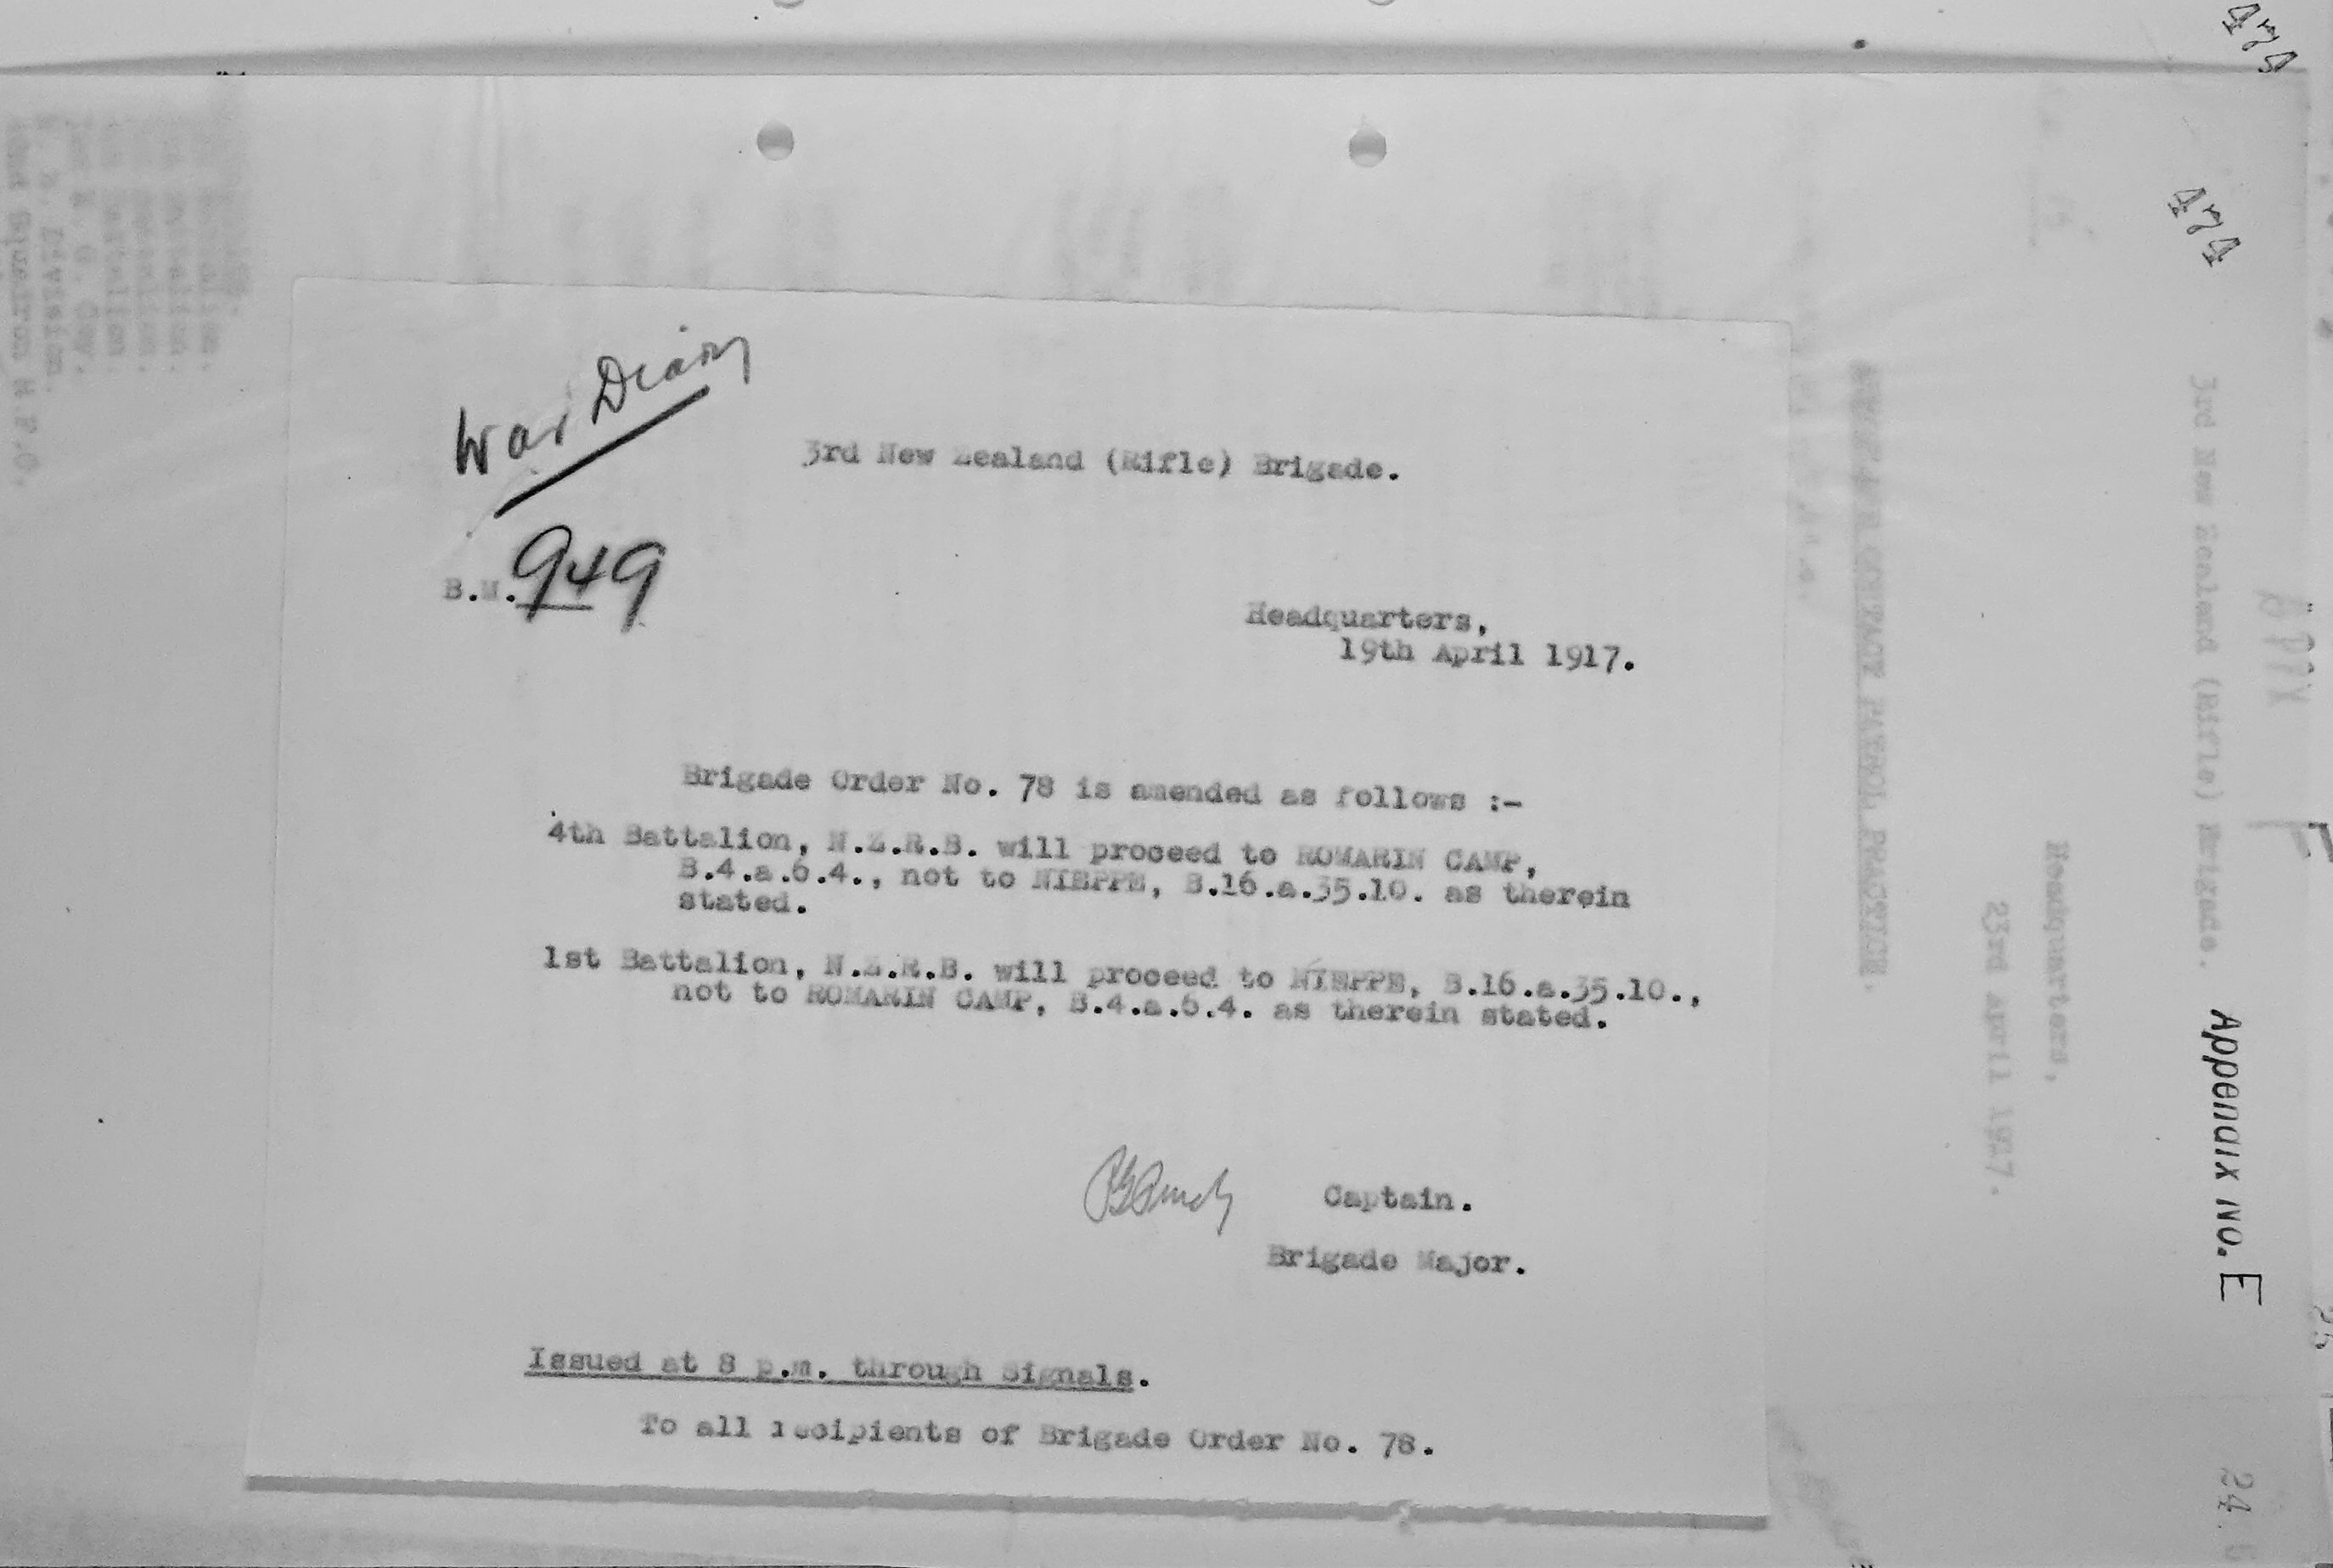 474
474
War Diary
3rd New Zealand (Rifle) Brigade.
B.M. 949
Headquarters,
19th April 1917.
Brigade Order No. 78 is amended as follows :-
4th Battalion, N.Z.R.B. will proceed to ROMARIN CAMP,
B.4.a.6.4., not to NIEPPE, B.16.a.35.10. as therein
stated.
1st Battalion, N.Z.R.B. will proceed to NIEPPE, B.16.a.35.10.,
not to ROMARIN CAMP, B.4.a.6.4. as therein stated.
Captain.
Brigade Major.
Issued at 8 p.m. through Signals.
To all recipients of Brigade Order No. 78.
3rd New Zealand (Rifle) Brigade.
Appendix No. E
Headquarters,
23rd April 1917.
24